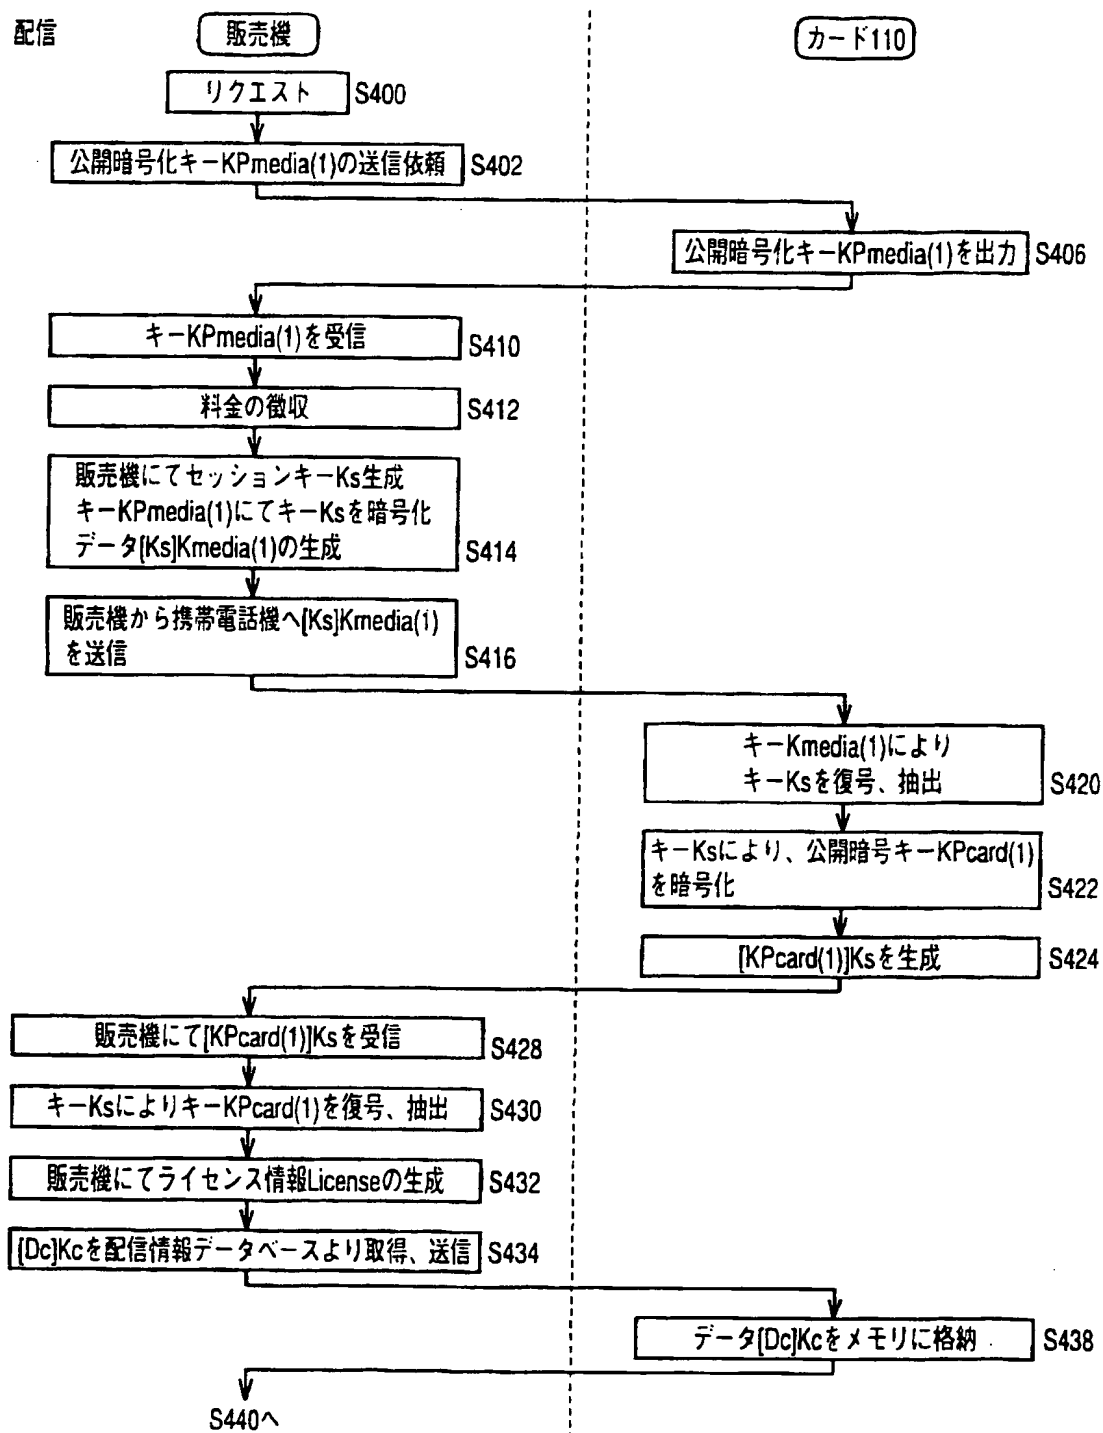 配信
販売機
カード110
リクエスト
S400
公開暗号化キーKPmedia(1)の送信依頼
S402
公開暗号化キーKPmedia(1)を出力
S406
キーKPmedia(1)を受信
S410
料金の徴収
S412
販売機にてセッションキーKs生成
キーKPmedia(1)にてキーKsを暗号化
データ[Ks]Kmedia(1)の生成
S414
販売機から携帯電話機へ[Ks]Kmedia(1)
を送信
S416
キーKmedia(1)により
キーKsを復号、抽出
S420
キーKsにより、公開暗号キーKPcard(1)
を暗号化
S422
[KPcard(1)]Ksを生成
S424
販売機にて[KPcard(1)]Ksを受信
S428
キーKsによりキーKPcard(1)を復号、抽出
S430
販売機にてライセンス情報Licenseの生成
S432
[Dc]Kcを配信情報データベースより取得、送信
S434
データ[Dc]Kcをメモリに格納
S438
S440へ